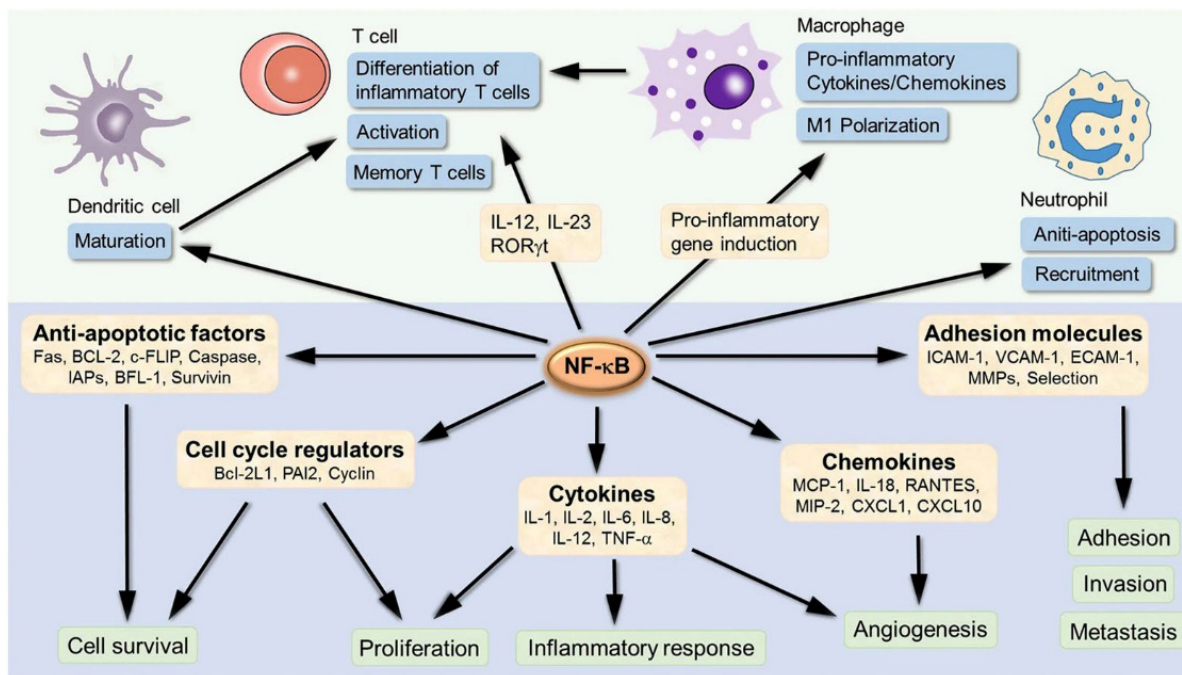 T cell
Differentiation of
inflammatory T cells
Activation
Memory T cells
Macrophage
Pro-inflammatory
Cytokines/Chemokines
M1 Polarization
Dendritic cell
Maturation
IL-12, IL-23
RORγt
Pro-inflammatory
gene induction
Neutrophil
Aniti-apoptosis
Recruitment
Anti-apoptotic factors
Fas, BCL-2, c-FLIP, Caspase,
IAPs, BFL-1, Survivin
NF-κB
Adhesion molecules
ICAM-1, VCAM-1, ECAM-1,
MMPs, Selection
Cell cycle regulators
Bcl-2L1, PAI2, Cyclin
Cytokines
IL-1, IL-2, IL-6, IL-8,
IL-12, TNF-α
Chemokines
MCP-1, IL-18, RANTES,
MIP-2, CXCL1, CXCL10
Cell survival
Proliferation
Inflammatory response
Angiogenesis
Adhesion
Invasion
Metastasis